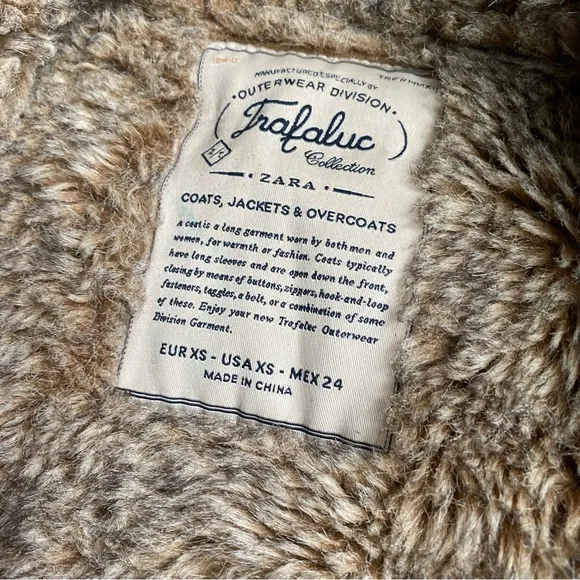 MANUFACTURED ESPECIALLY BY
·OUTERWEAR DIVISION·
Trafaluc
Collection
· ZARA ·
COATS, JACKETS & OVERCOATS
A coat is a long garment worn by both men and
women, for warmth or fashion. Coats typically
have long sleeves and are open down the front,
closing by means of buttons, zippers, hook-and-loop
fasteners, toggles, a belt, or a combination of some
of these. Enjoy your new Trafaluc Outerwear
Division Garment.
EUR XS - USA XS - MEX 24
MADE IN CHINA